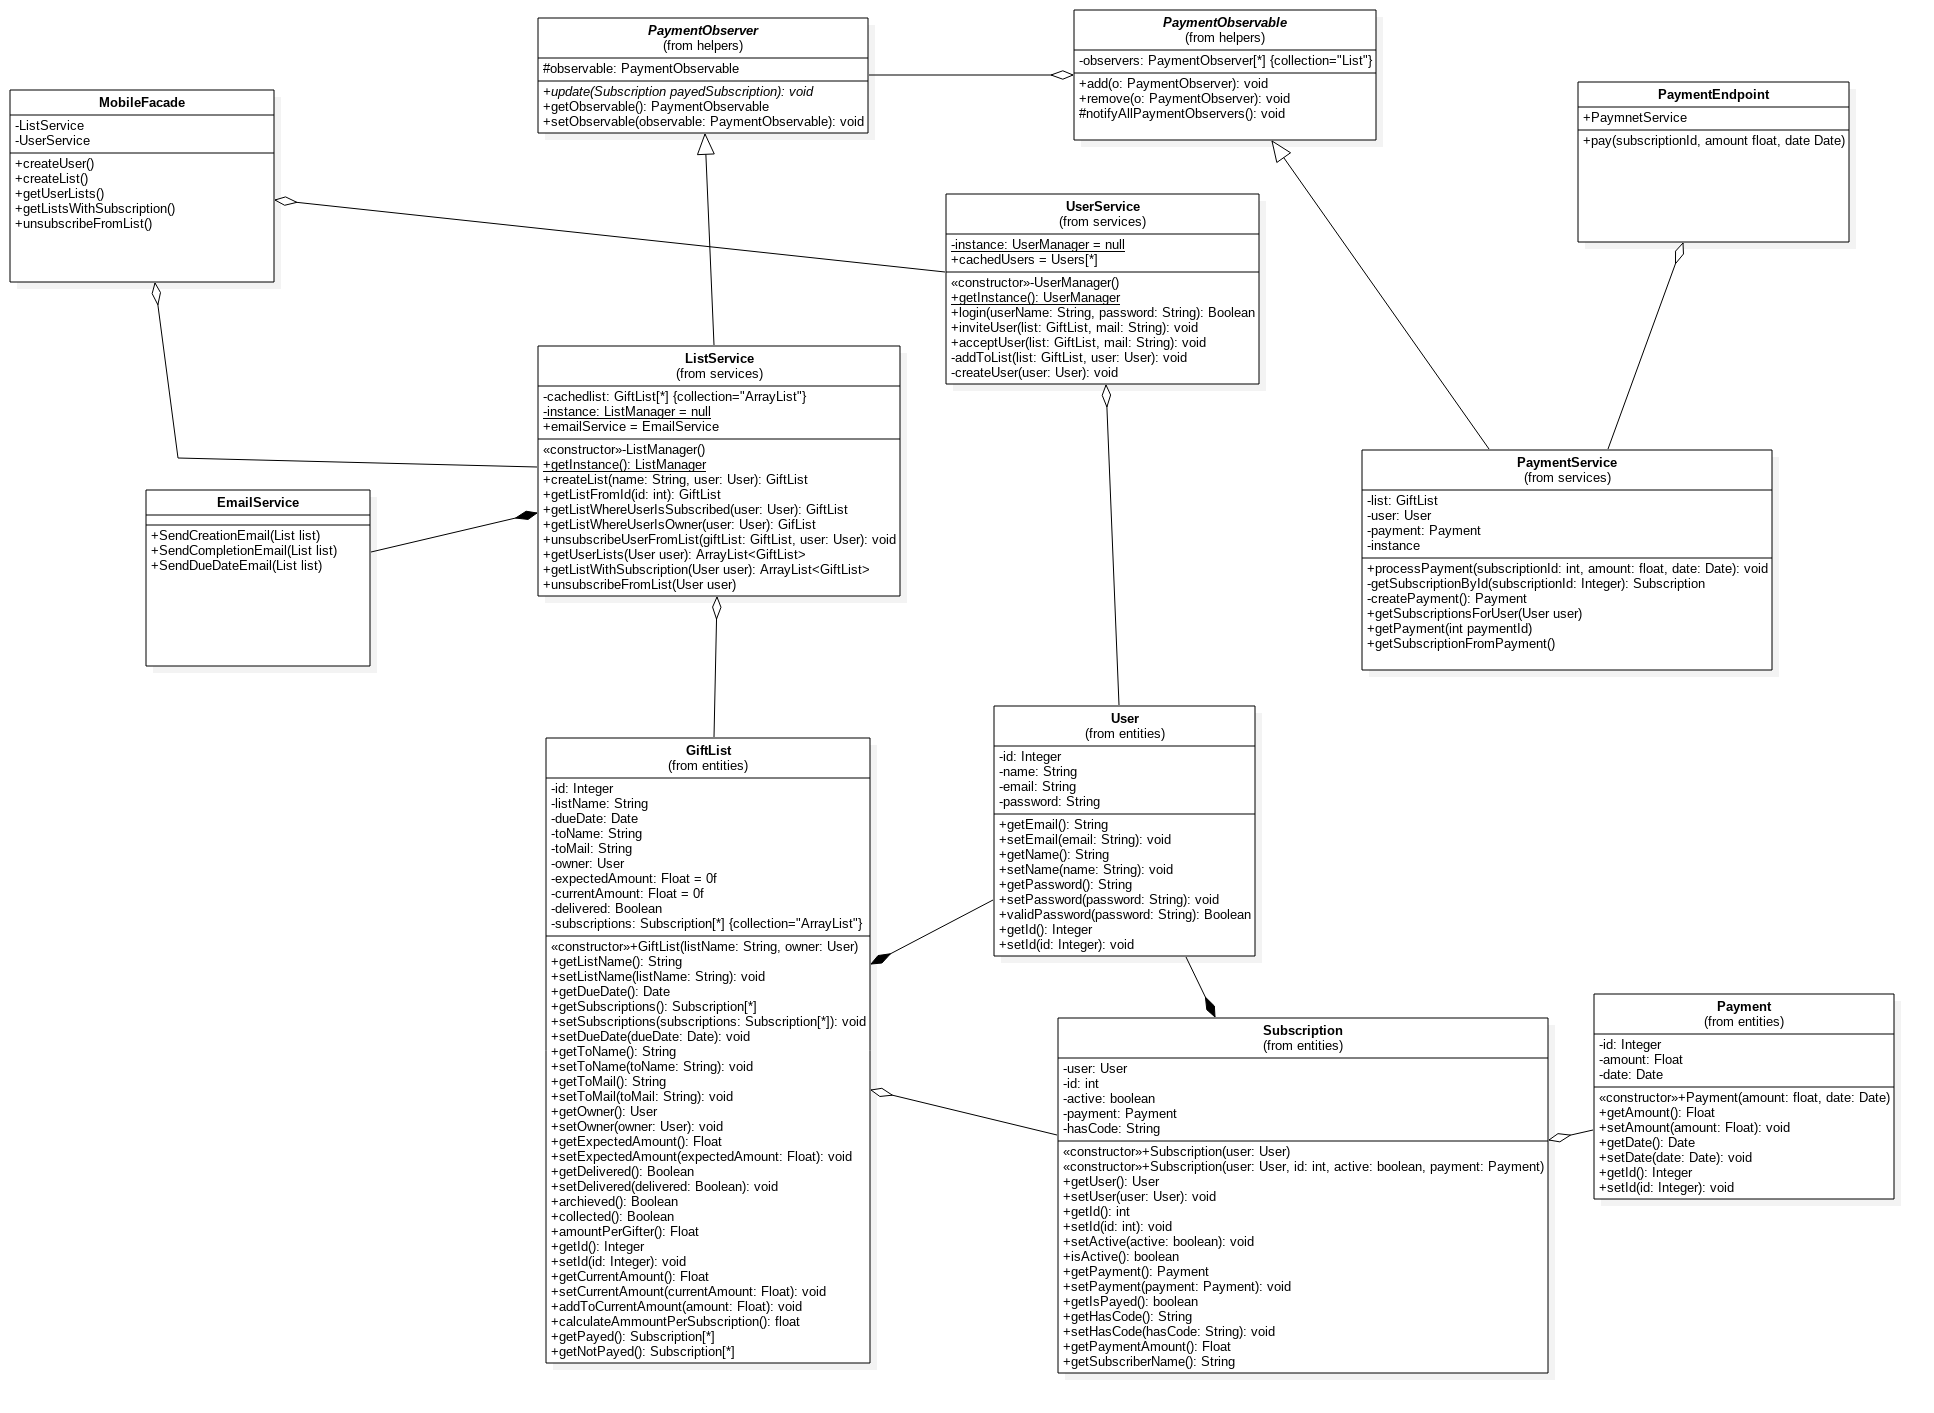 PaymentObserver
(from helpers)
#observable: PaymentObservable
+update(Subscription payedSubscription): void
+getObservable(): PaymentObservable
+setObservable(observable: PaymentObservable): void
PaymentObservable
(from helpers)
-observers: PaymentObserver[*] {collection="List"}
+add(o: PaymentObserver): void
+remove(o: PaymentObserver): void
#notifyAllPaymentObservers(): void
MobileFacade
-ListService
-UserService
+createUser()
+createList()
+getUserLists()
+getListsWithSubscription()
+unsubscribeFromList()
PaymentEndpoint
+PaymnetService
+pay(subscriptionId, amount float, date Date)
UserService
(from services)
-instance: UserManager = null
+cachedUsers = Users[*]
«constructor»-UserManager()
+getInstance(): UserManager
+login(userName: String, password: String): Boolean
+inviteUser(list: GiftList, mail: String): void
+acceptUser(list: GiftList, mail: String): void
-addToList(list: GiftList, user: User): void
-createUser(user: User): void
ListService
(from services)
-cachedlist: GiftList[*] {collection="ArrayList"}
-instance: ListManager = null
+emailService = EmailService
«constructor»-ListManager()
+getInstance(): ListManager
+createList(name: String, user: User): GiftList
+getListFromId(id: int): GiftList
+getListWhereUserIsSubscribed(user: User): GiftList
+getListWhereUserIsOwner(user: User): GifList
+unsubscribeUserFromList(giftList: GiftList, user: User): void
+getUserLists(User user): ArrayList<GiftList>
+getListWithSubscription(User user): ArrayList<GiftList>
+unsubscribeFromList(User user)
EmailService
+SendCreationEmail(List list)
+SendCompletionEmail(List list)
+SendDueDateEmail(List list)
PaymentService
(from services)
-list: GiftList
-user: User
-payment: Payment
-instance
+processPayment(subscriptionId: int, amount: float, date: Date): void
-getSubscriptionById(subscriptionId: Integer): Subscription
-createPayment(): Payment
+getSubscriptionsForUser(User user)
+getPayment(int paymentId)
+getSubscriptionFromPayment()
GiftList
(from entities)
-id: Integer
-listName: String
-dueDate: Date
-toName: String
-toMail: String
-owner: User
-expectedAmount: Float = 0f
-currentAmount: Float = 0f
-delivered: Boolean
-subscriptions: Subscription[*] {collection="ArrayList"}
«constructor»+GiftList(listName: String, owner: User)
+getListName(): String
+setListName(listName: String): void
+getDueDate(): Date
+getSubscriptions(): Subscription[*]
+setSubscriptions(subscriptions: Subscription[*]): void
+setDueDate(dueDate: Date): void
+getToName(): String
+setToName(toName: String): void
+getToMail(): String
+setToMail(toMail: String): void
+getOwner(): User
+setOwner(owner: User): void
+getExpectedAmount(): Float
+setExpectedAmount(expectedAmount: Float): void
+getDelivered(): Boolean
+setDelivered(delivered: Boolean): void
+archieved(): Boolean
+collected(): Boolean
+amountPerGifter(): Float
+getId(): Integer
+setId(id: Integer): void
+getCurrentAmount(): Float
+setCurrentAmount(currentAmount: Float): void
+addToCurrentAmount(amount: Float): void
+calculateAmmountPerSubscription(): float
+getPayed(): Subscription[*]
+getNotPayed(): Subscription[*]
User
(from entities)
-id: Integer
-name: String
-email: String
-password: String
+getEmail(): String
+setEmail(email: String): void
+getName(): String
+setName(name: String): void
+getPassword(): String
+setPassword(password: String): void
+validPassword(password: String): Boolean
+getId(): Integer
+setId(id: Integer): void
Subscription
(from entities)
-user: User
-id: int
-active: boolean
-payment: Payment
-hasCode: String
«constructor»+Subscription(user: User)
«constructor»+Subscription(user: User, id: int, active: boolean, payment: Payment)
+getUser(): User
+setUser(user: User): void
+getId(): int
+setId(id: int): void
+setActive(active: boolean): void
+isActive(): boolean
+getPayment(): Payment
+setPayment(payment: Payment): void
+getIsPayed(): boolean
+getHasCode(): String
+setHasCode(hasCode: String): void
+getPaymentAmount(): Float
+getSubscriberName(): String
Payment
(from entities)
-id: Integer
-amount: Float
-date: Date
«constructor»+Payment(amount: float, date: Date)
+getAmount(): Float
+setAmount(amount: Float): void
+getDate(): Date
+setDate(date: Date): void
+getId(): Integer
+setId(id: Integer): void